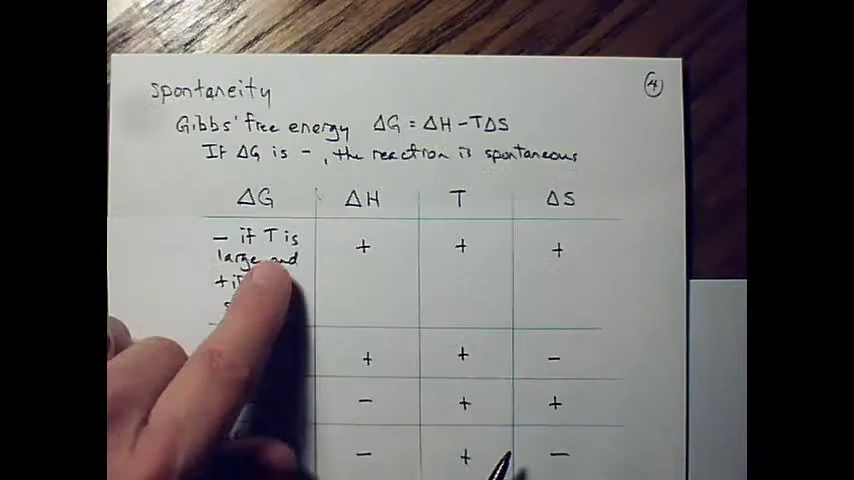 spontaneity
4
Gibbs' free energy ΔG = ΔH - TΔS
If ΔG is -, the reaction is spontaneous
ΔG ΔH T ΔS
- if T is + + +
large and
+ if
+ + -
- + +
- + -